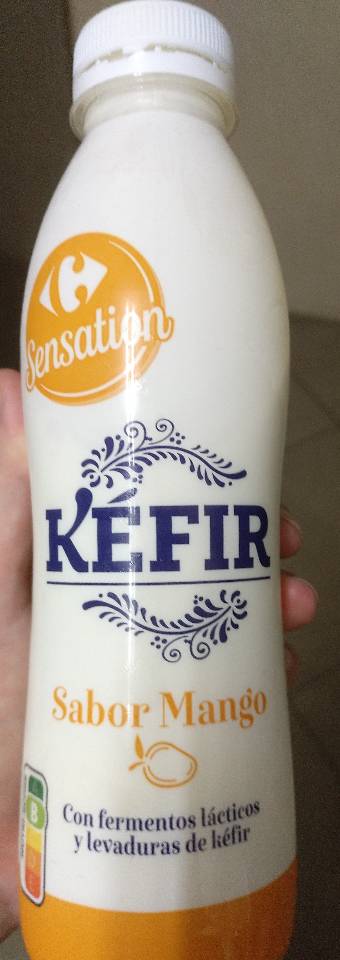 Sensation
KÉFIR
Sabor Mango
Con fermentos lácticos
y levaduras de kéfir
B